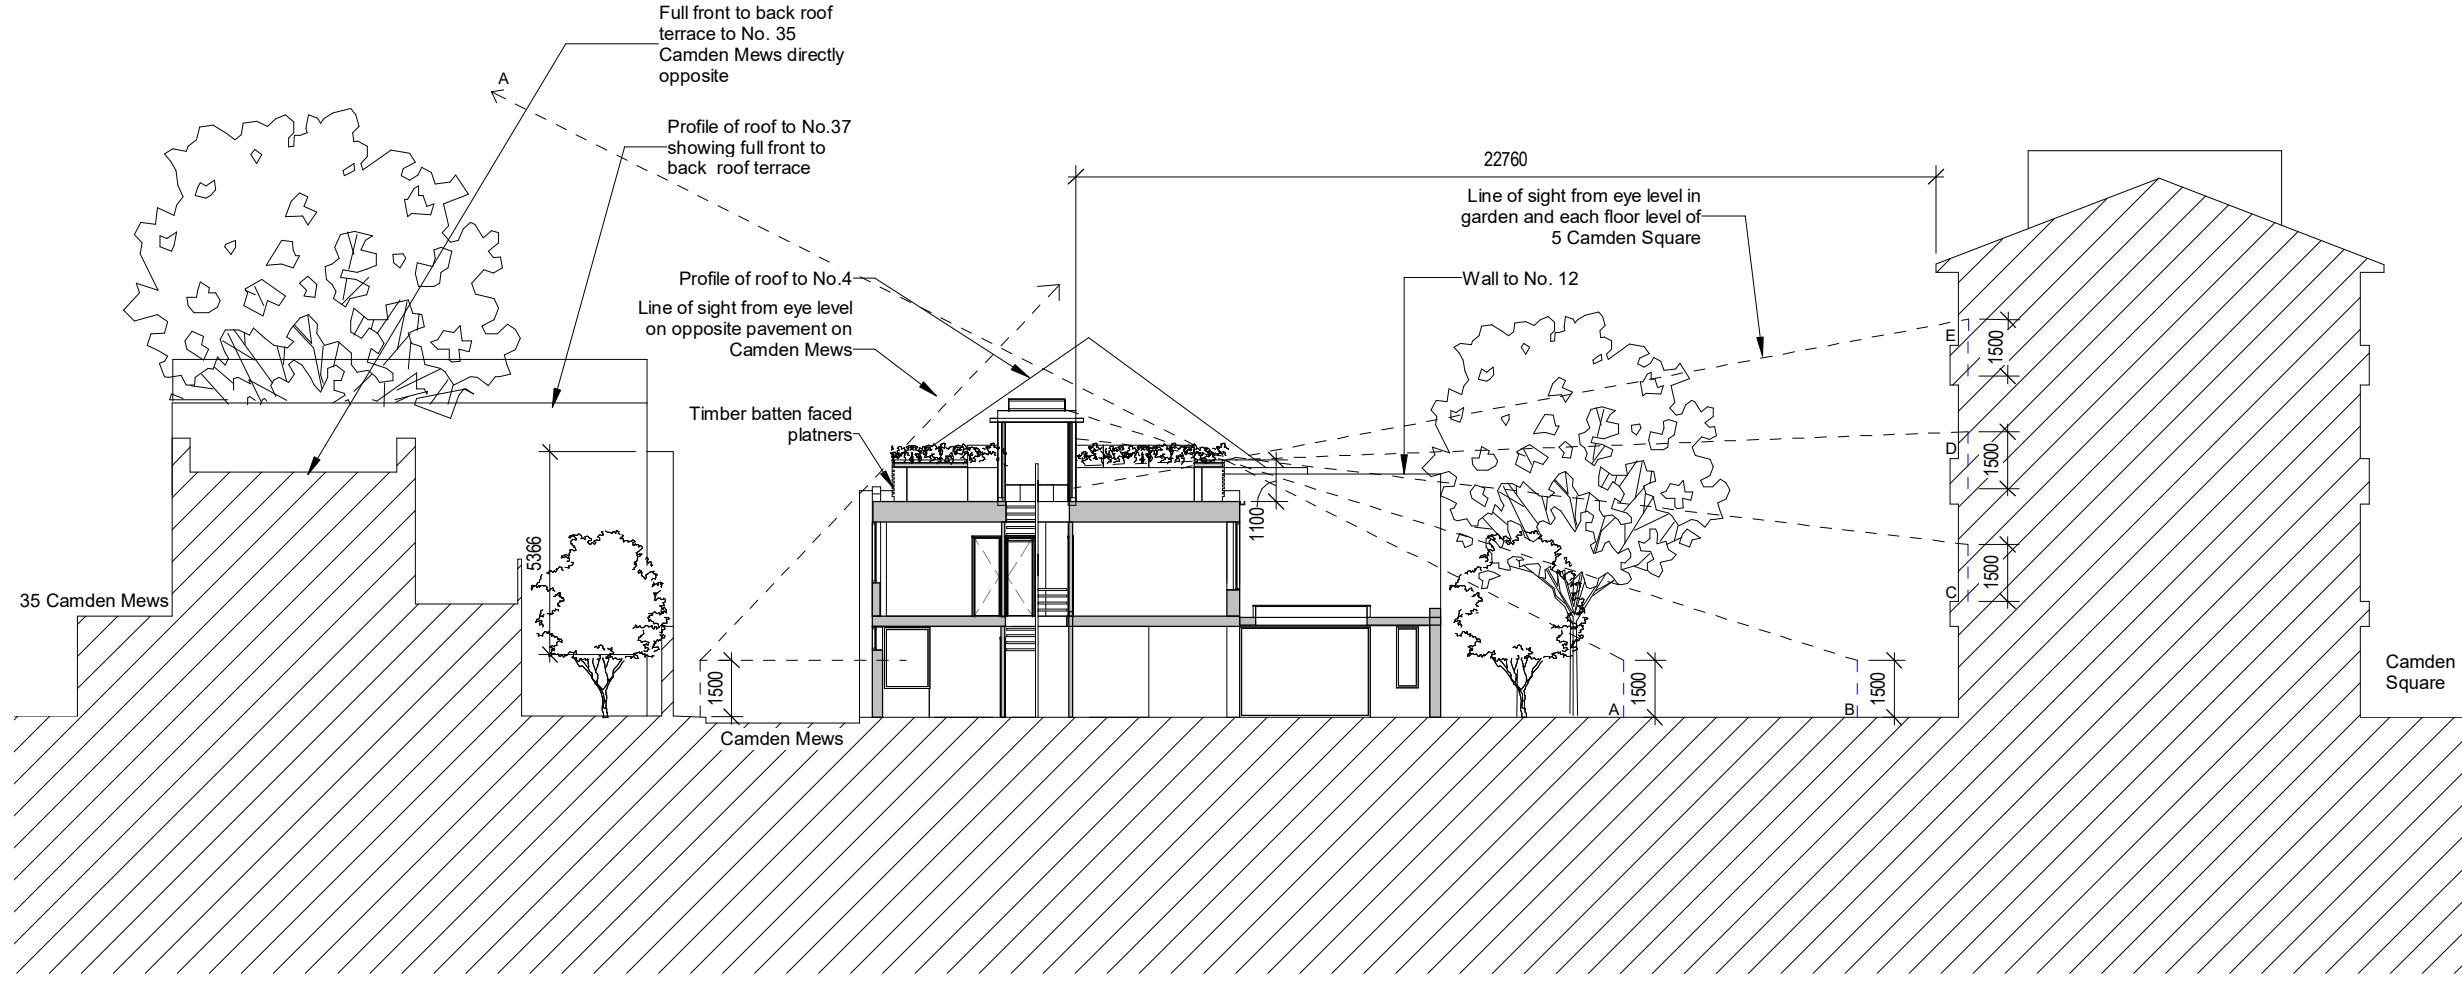 Full front to back roof
terrace to No. 35
Camden Mews directly
opposite
A
Profile of roof to No.37
showing full front to
back roof terrace
22760
Line of sight from eye level in
garden and each floor level of
5 Camden Square
Profile of roof to No.4
Wall to No. 12
Line of sight from eye level
on opposite pavement on
Camden Mews
E
1500
Timber batten faced
platners
D
1500
1100
5366
C
1500
35 Camden Mews
1500
A
1500
B
1500
Camden
Square
Camden Mews